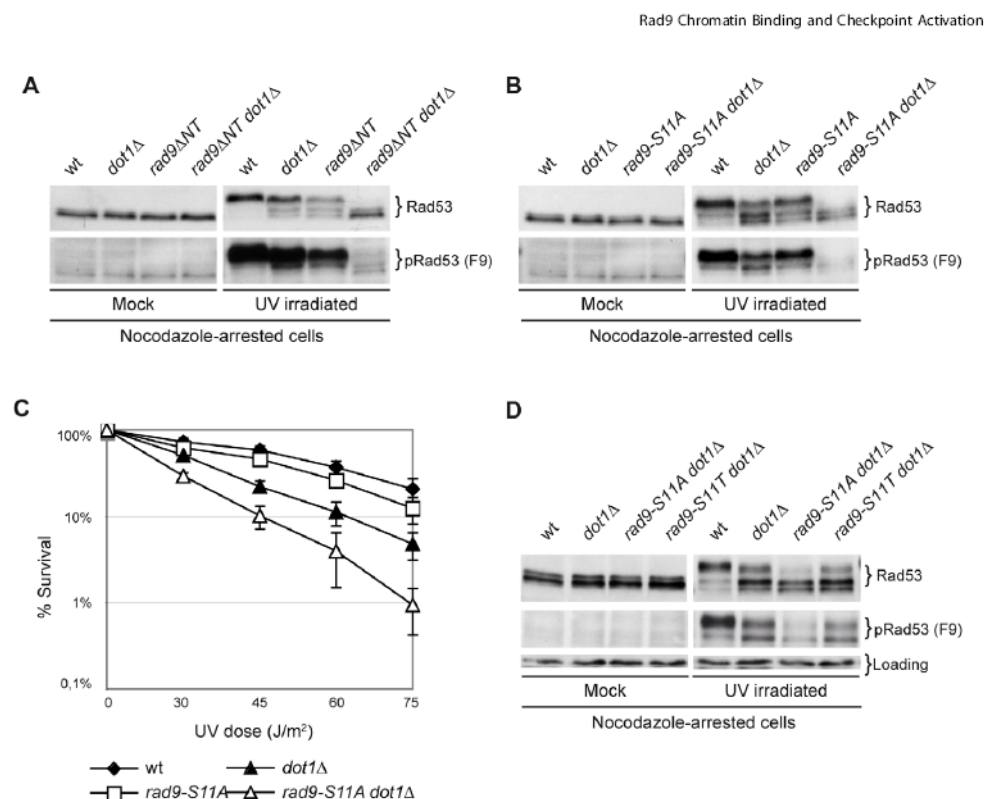 Rad9 Chromatin Binding and Checkpoint Activation
A
wt
dot1Δ
rad9ΔNT
rad9ΔNT dot1Δ
wt
dot1Δ
rad9ΔNT
rad9ΔNT dot1Δ
}Rad53
}pRad53 (F9)
Mock
UV irradiated
Nocodazole-arrested cells
B
wt
dot1Δ
rad9-S11A
rad9-S11A dot1Δ
wt
dot1Δ
rad9-S11A
rad9-S11A dot1Δ
}Rad53
}pRad53 (F9)
Mock
UV irradiated
Nocodazole-arrested cells
C
100%
10%
1%
0,1%
% Survival
0
30
45
60
75
UV dose (J/m²)
wt
dot1Δ
rad9-S11A
rad9-S11A dot1Δ
D
wt
dot1Δ
rad9-S11A dot1Δ
rad9-S11T dot1Δ
wt
dot1Δ
rad9-S11A dot1Δ
rad9-S11T dot1Δ
}Rad53
}pRad53 (F9)
}Loading
Mock
UV irradiated
Nocodazole-arrested cells